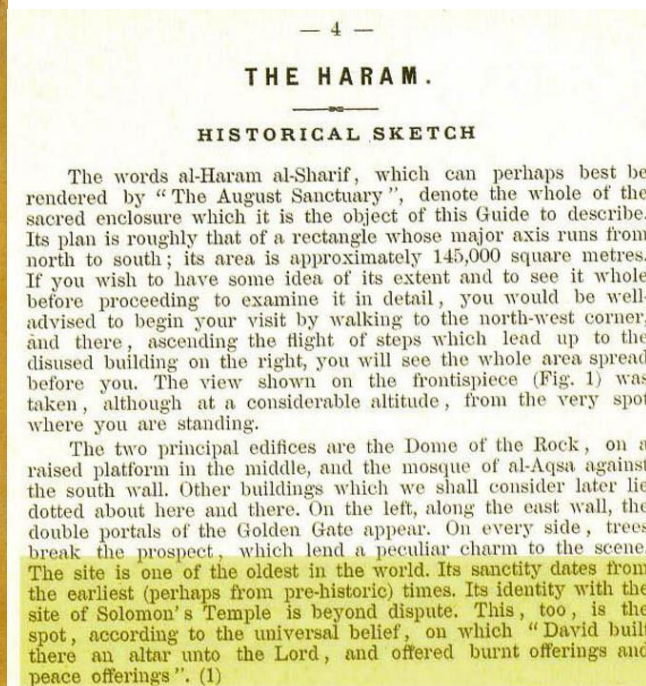 — 4 —
THE HARAM.
HISTORICAL SKETCH
The words al-Haram al-Sharif, which can perhaps best be
rendered by “The August Sanctuary”, denote the whole of the
sacred enclosure which it is the object of this Guide to describe.
Its plan is roughly that of a rectangle whose major axis runs from
north to south; its area is approximately 145,000 square metres.
If you wish to have some idea of its extent and to see it whole
before proceeding to examine it in detail, you would be well-
advised to begin your visit by walking to the north-west corner,
and there, ascending the flight of steps which lead up to the
disused building on the right, you will see the whole area spread
before you. The view shown on the frontispiece (Fig. 1) was
taken, although at a considerable altitude, from the very spot
where you are standing.
The two principal edifices are the Dome of the Rock, on a
raised platform in the middle, and the mosque of al-Aqsa against
the south wall. Other buildings which we shall consider later lie
dotted about here and there. On the left, along the east wall, the
double portals of the Golden Gate appear. On every side, trees
break the prospect, which lend a peculiar charm to the scene.
The site is one of the oldest in the world. Its sanctity dates from
the earliest (perhaps from pre-historic) times. Its identity with the
site of Solomon's Temple is beyond dispute. This, too, is the
spot, according to the universal belief, on which “David built
there an altar unto the Lord, and offered burnt offerings and
peace offerings”. (1)